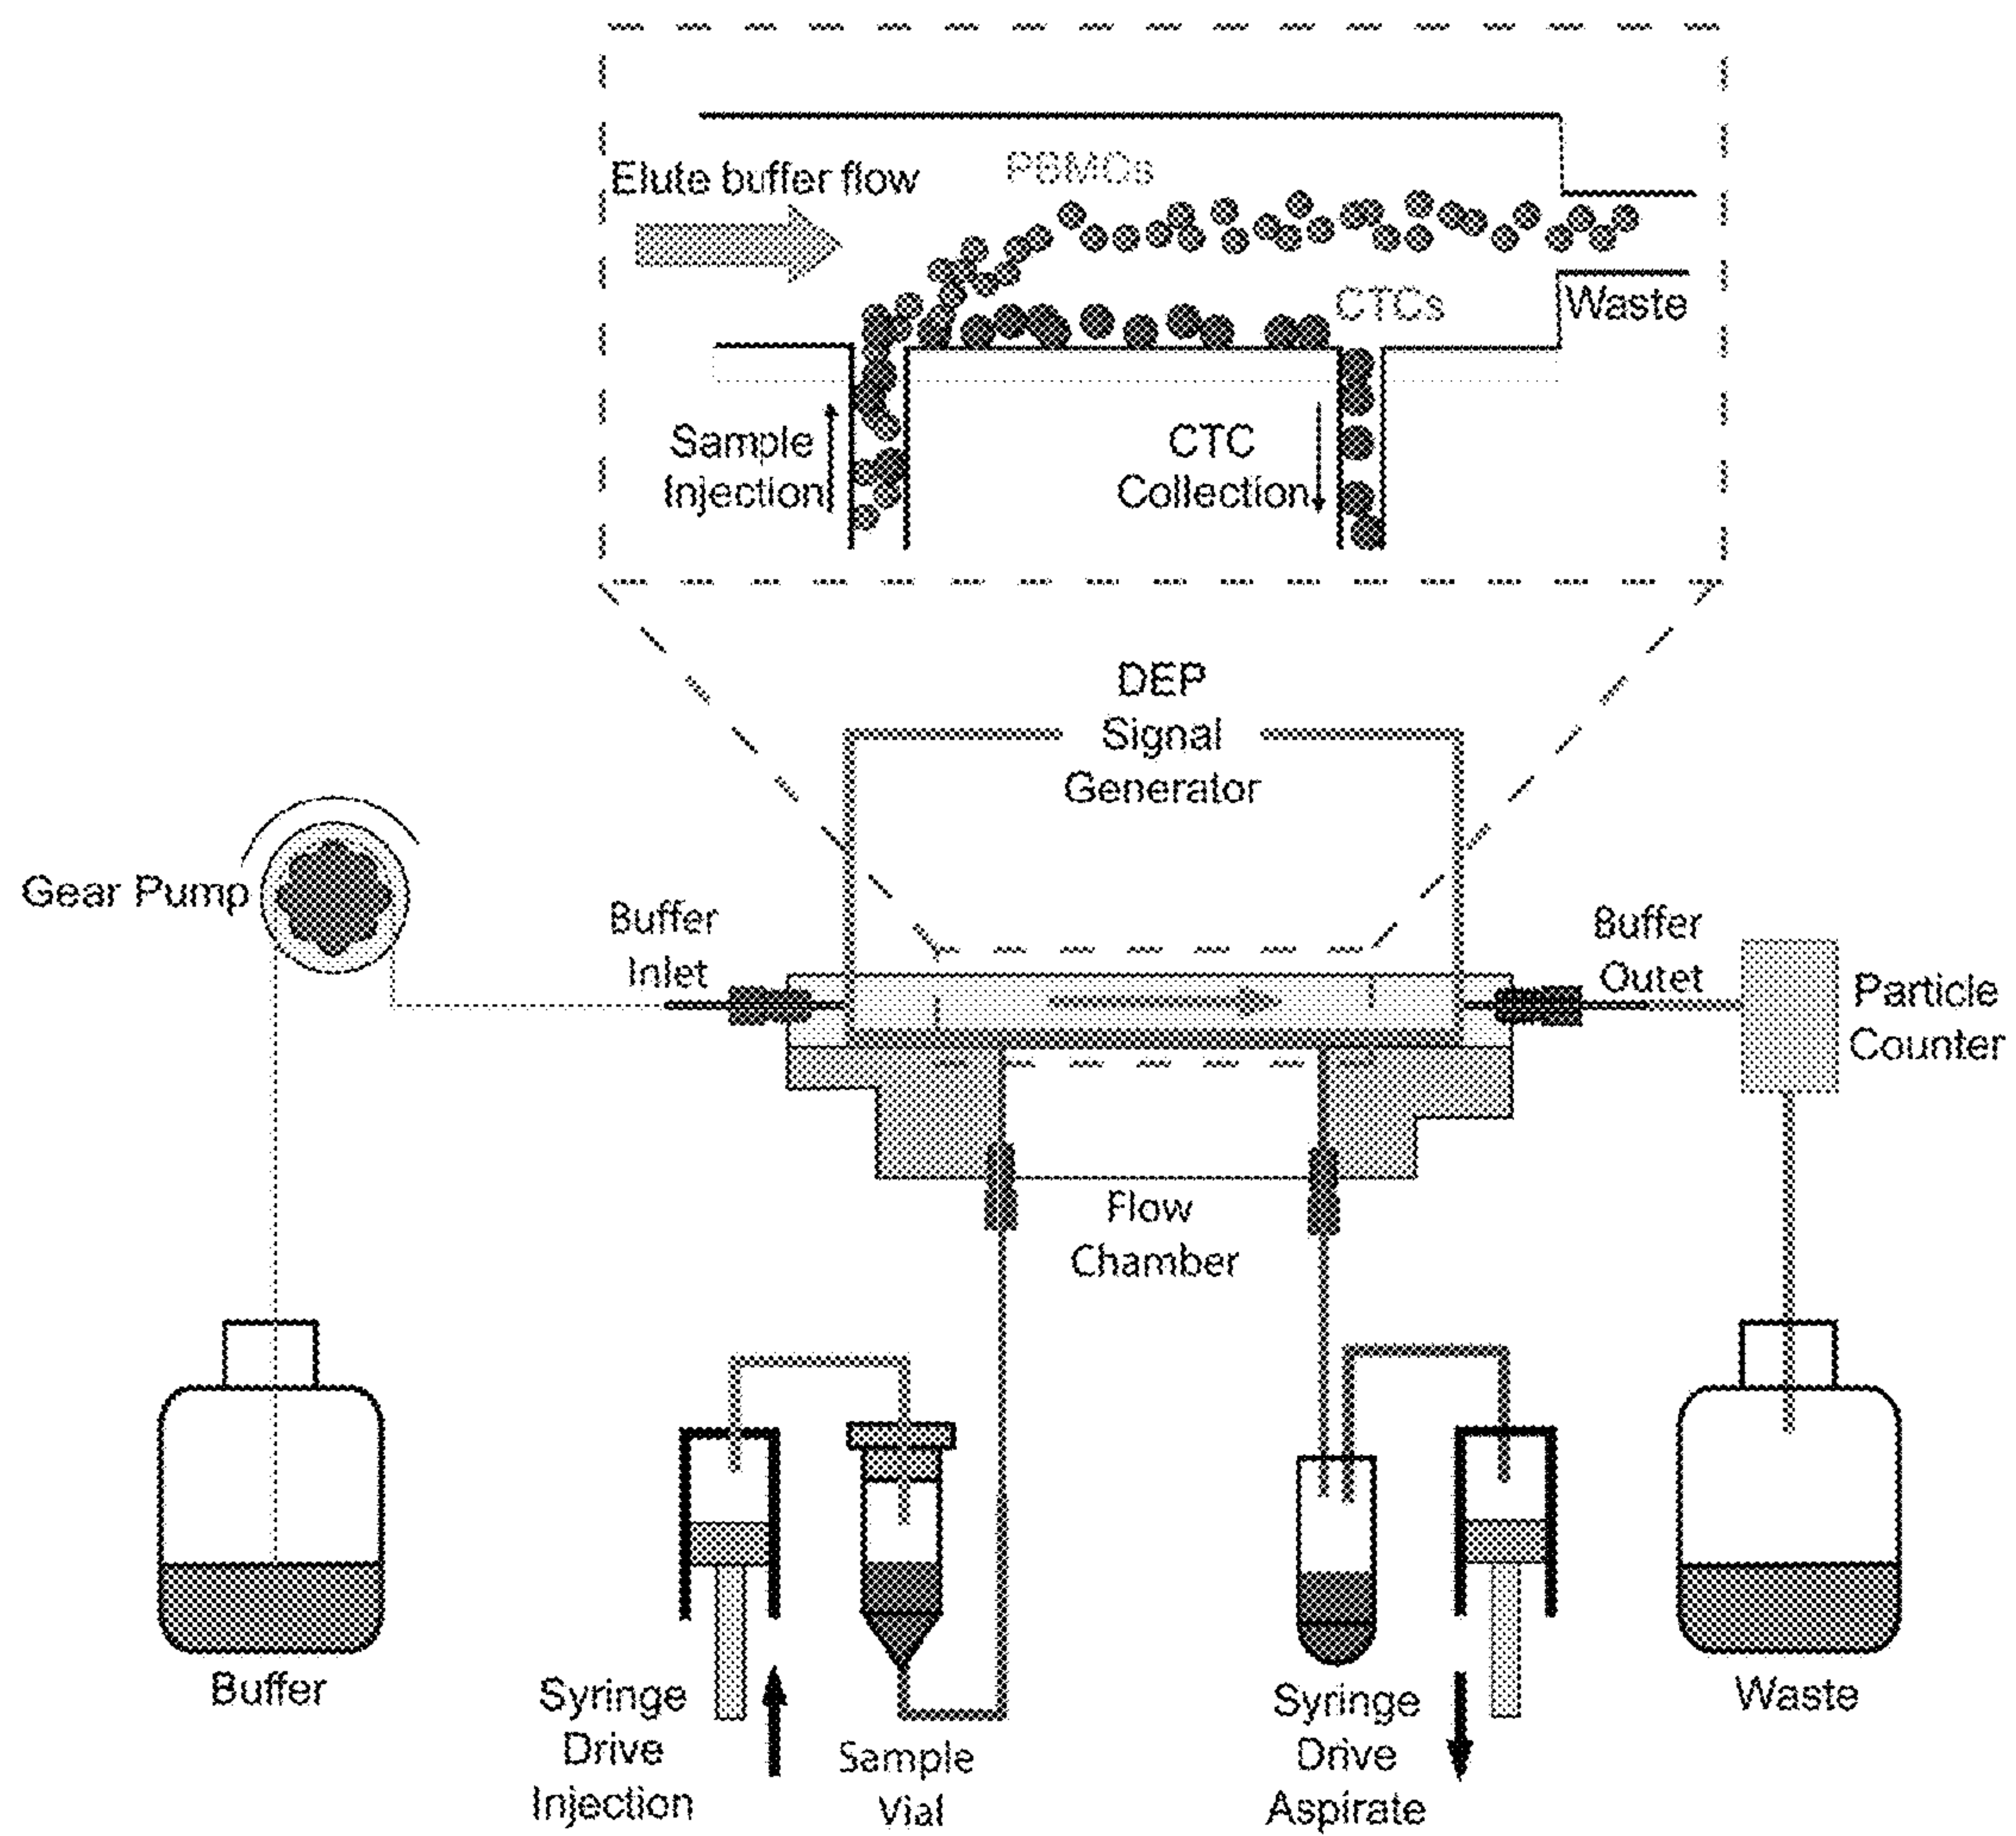 PBMCs
Elute buffer flow
CTCs
Waste
Sample
Injection
CTC
Collection
DEP
Signal
Generator
Gear Pump
Buffer
Inlet
Buffer
Outet
Particle
Counter
Flow
Chamber
Buffer
Syringe
Drive
Injection
Sample
Vial
Syringe
Drive
Aspirate
Waste